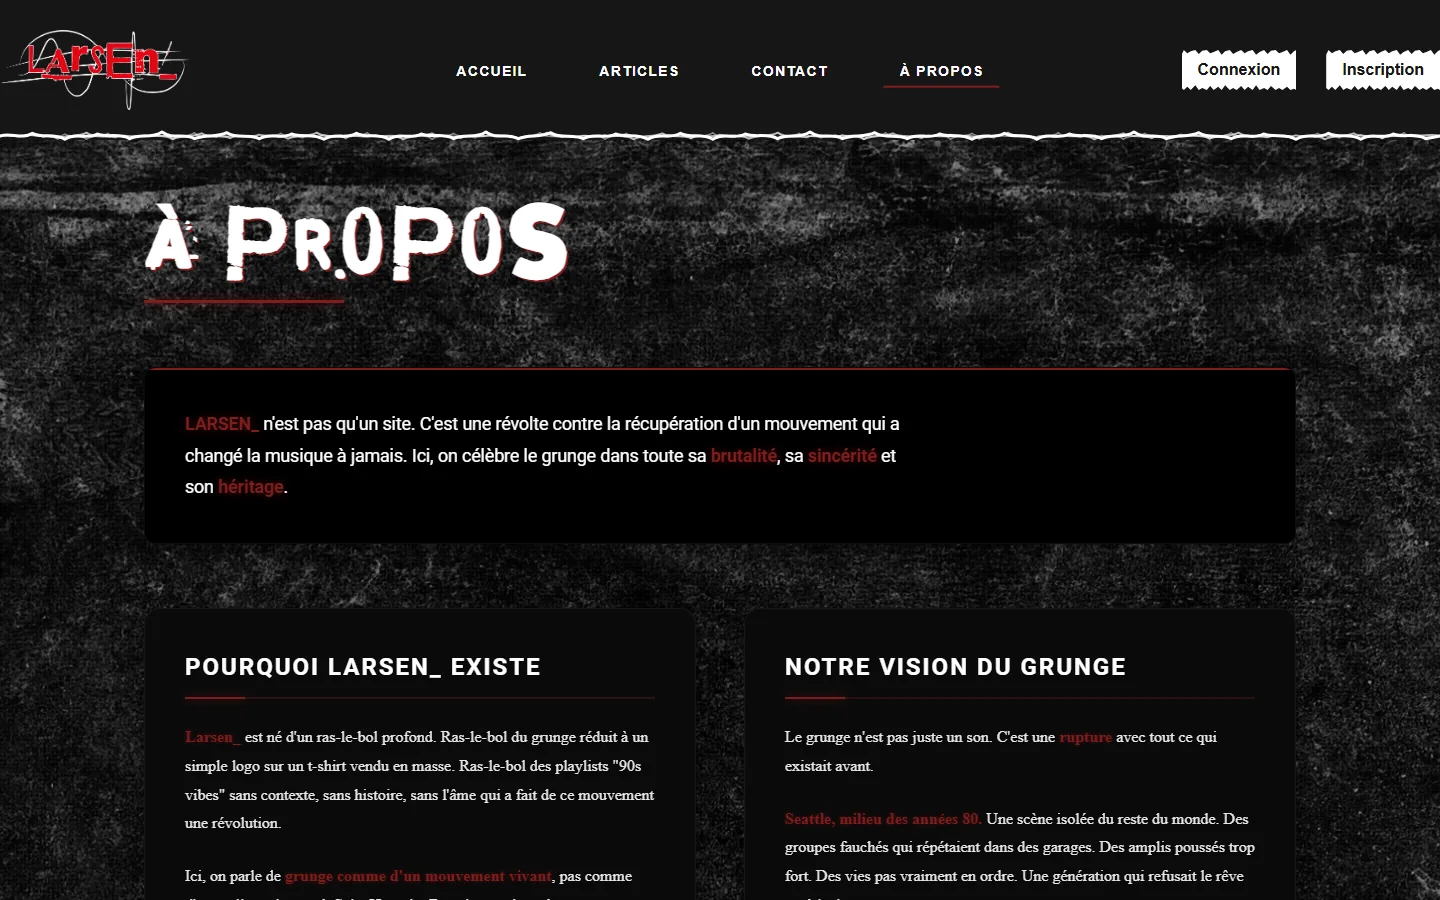 LArsEn_
ACCUEIL
ARTICLES
CONTACT
À PROPOS
Connexion
Inscription
À PROPOS
LARSEN_ n'est pas qu'un site. C'est une révolte contre la récupération d'un mouvement qui a
changé la musique à jamais. Ici, on célèbre le grunge dans toute sa brutalité, sa sincérité et
son héritage.
POURQUOI LARSEN_ EXISTE
Larsen_ est né d'un ras-le-bol profond. Ras-le-bol du grunge réduit à un
simple logo sur un t-shirt vendu en masse. Ras-le-bol des playlists "90s
vibes" sans contexte, sans histoire, sans l'âme qui a fait de ce mouvement
une révolution.
Ici, on parle de grunge comme d'un mouvement vivant, pas comme
NOTRE VISION DU GRUNGE
Le grunge n'est pas juste un son. C'est une rupture avec tout ce qui
existait avant.
Seattle, milieu des années 80. Une scène isolée du reste du monde. Des
groupes fauchés qui répétaient dans des garages. Des amplis poussés trop
fort. Des vies pas vraiment en ordre. Une génération qui refusait le rêve